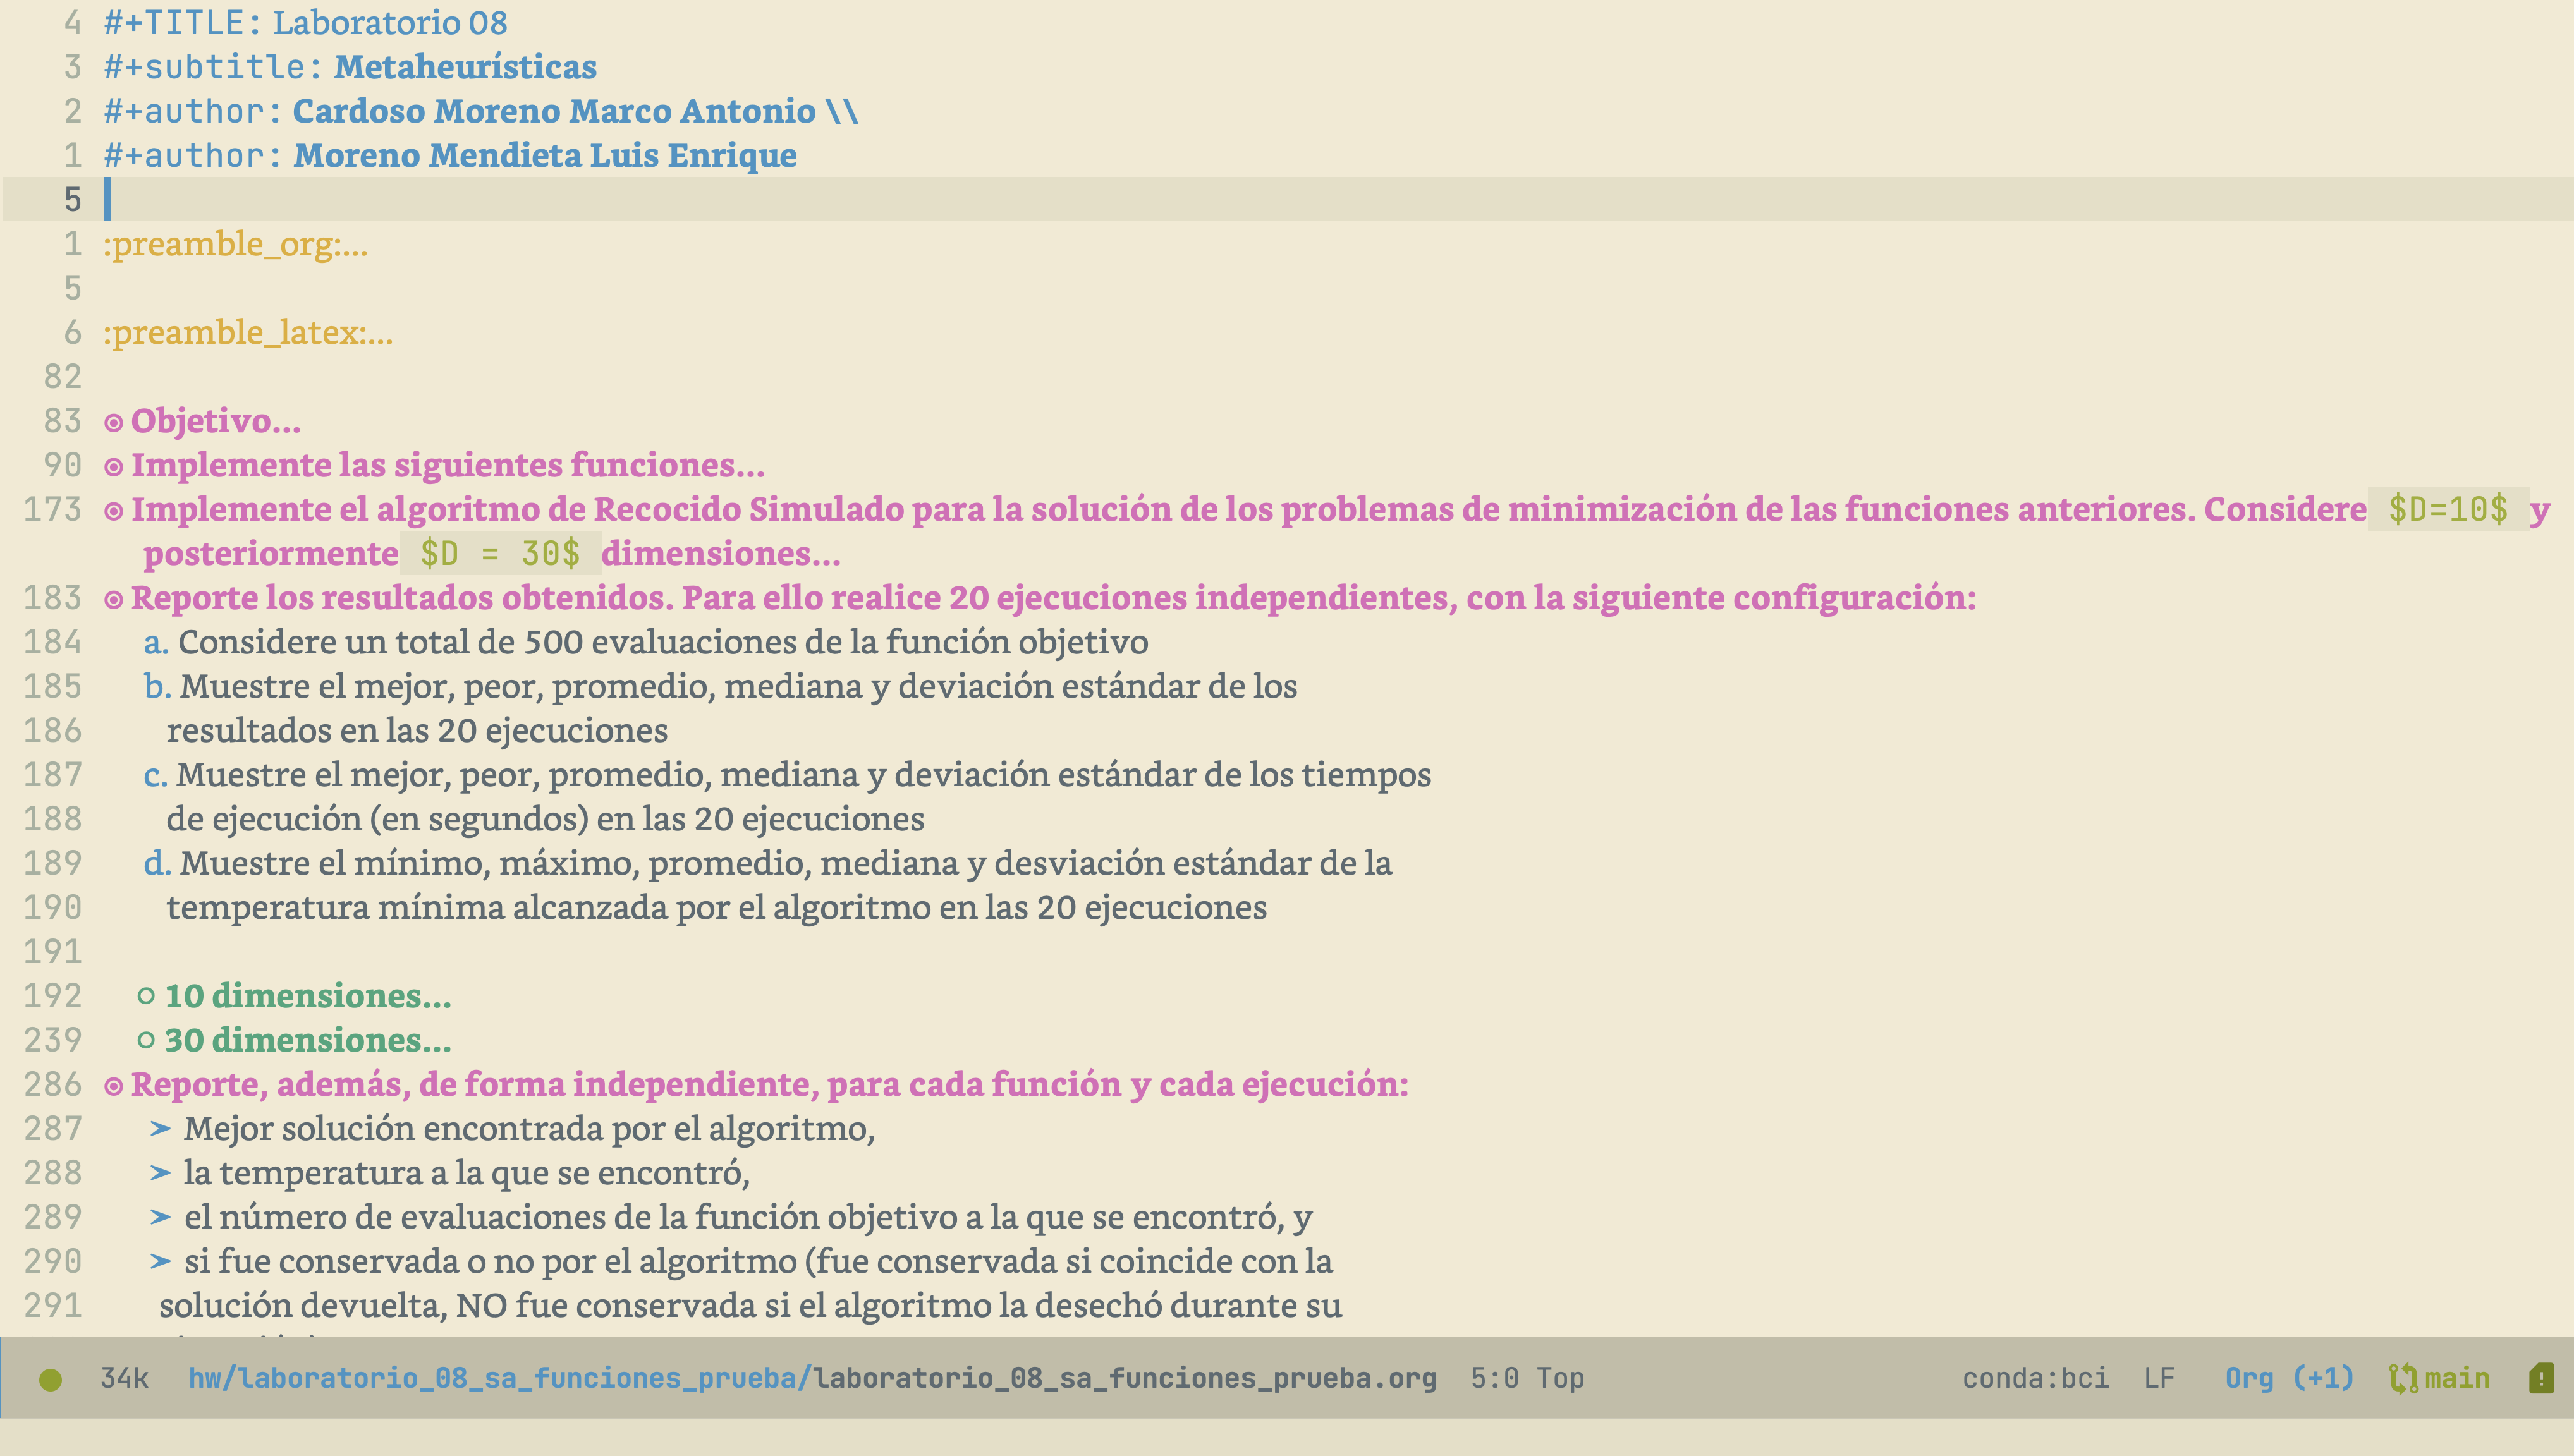 4 #+TITLE: Laboratorio 08
3 #+subtitle: Metaheurísticas
2 #+author: Cardoso Moreno Marco Antonio \\
1 #+author: Moreno Mendieta Luis Enrique
5
1 :preamble_org:...
5
6 :preamble_latex:...
82
83 Objetivo...
90 Implemente las siguientes funciones...
173 Implemente el algoritmo de Recocido Simulado para la solución de los problemas de minimización de las funciones anteriores. Considere $D=10$ y
posteriormente $D = 30$ dimensiones...
183 Reporte los resultados obtenidos. Para ello realice 20 ejecuciones independientes, con la siguiente configuración:
184 a. Considere un total de 500 evaluaciones de la función objetivo
185 b. Muestre el mejor, peor, promedio, mediana y deviación estándar de los
186 resultados en las 20 ejecuciones
187 c. Muestre el mejor, peor, promedio, mediana y deviación estándar de los tiempos
188 de ejecución (en segundos) en las 20 ejecuciones
189 d. Muestre el mínimo, máximo, promedio, mediana y desviación estándar de la
190 temperatura mínima alcanzada por el algoritmo en las 20 ejecuciones
191
192 10 dimensiones...
239 30 dimensiones...
286 Reporte, además, de forma independiente, para cada función y cada ejecución:
287 ➤ Mejor solución encontrada por el algoritmo,
288 ➤ la temperatura a la que se encontró,
289 ➤ el número de evaluaciones de la función objetivo a la que se encontró, y
290 ➤ si fue conservada o no por el algoritmo (fue conservada si coincide con la
291 solución devuelta, NO fue conservada si el algoritmo la desechó durante su
34k hw/laboratorio_08_sa_funciones_prueba/laboratorio_08_sa_funciones_prueba.org 5:0 Top conda:bci LF Org (+1) main